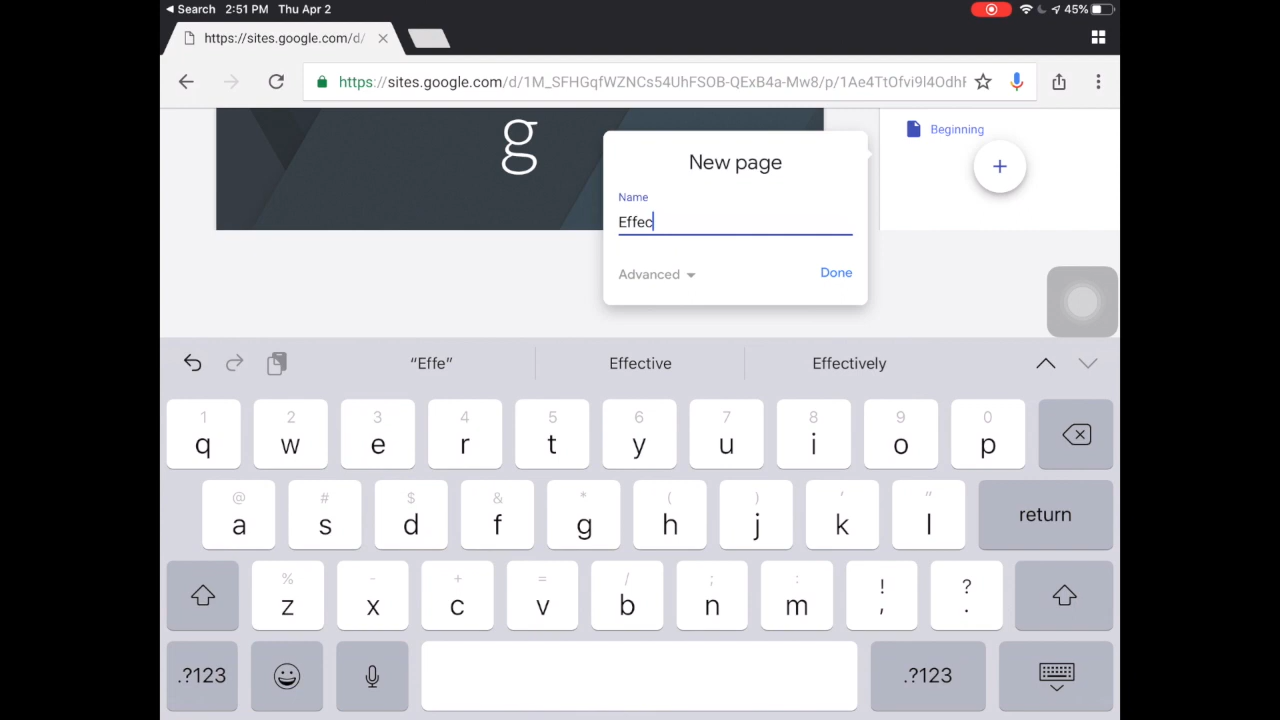 Search 2:51 PM Thu Apr 2 45%
https://sites.google.com/d/
https://sites.google.com/d/1M_SFHGqfWZNCs54UhFSOB-QExB4a-Mw8/p/1Ae4TtOfvi9l4Odhl
g
Beginning
+
New page
Name
Effec
Advanced
Done
“Effe” Effective Effectively
1 2 3 4 5 6 7 8 9 0
q w e r t y u i o p
@ # $ & * ( ) ' "
a s d f g h j k l return
% - + = / ; : ! ?
z x c v b n m , .
.?123 .?123